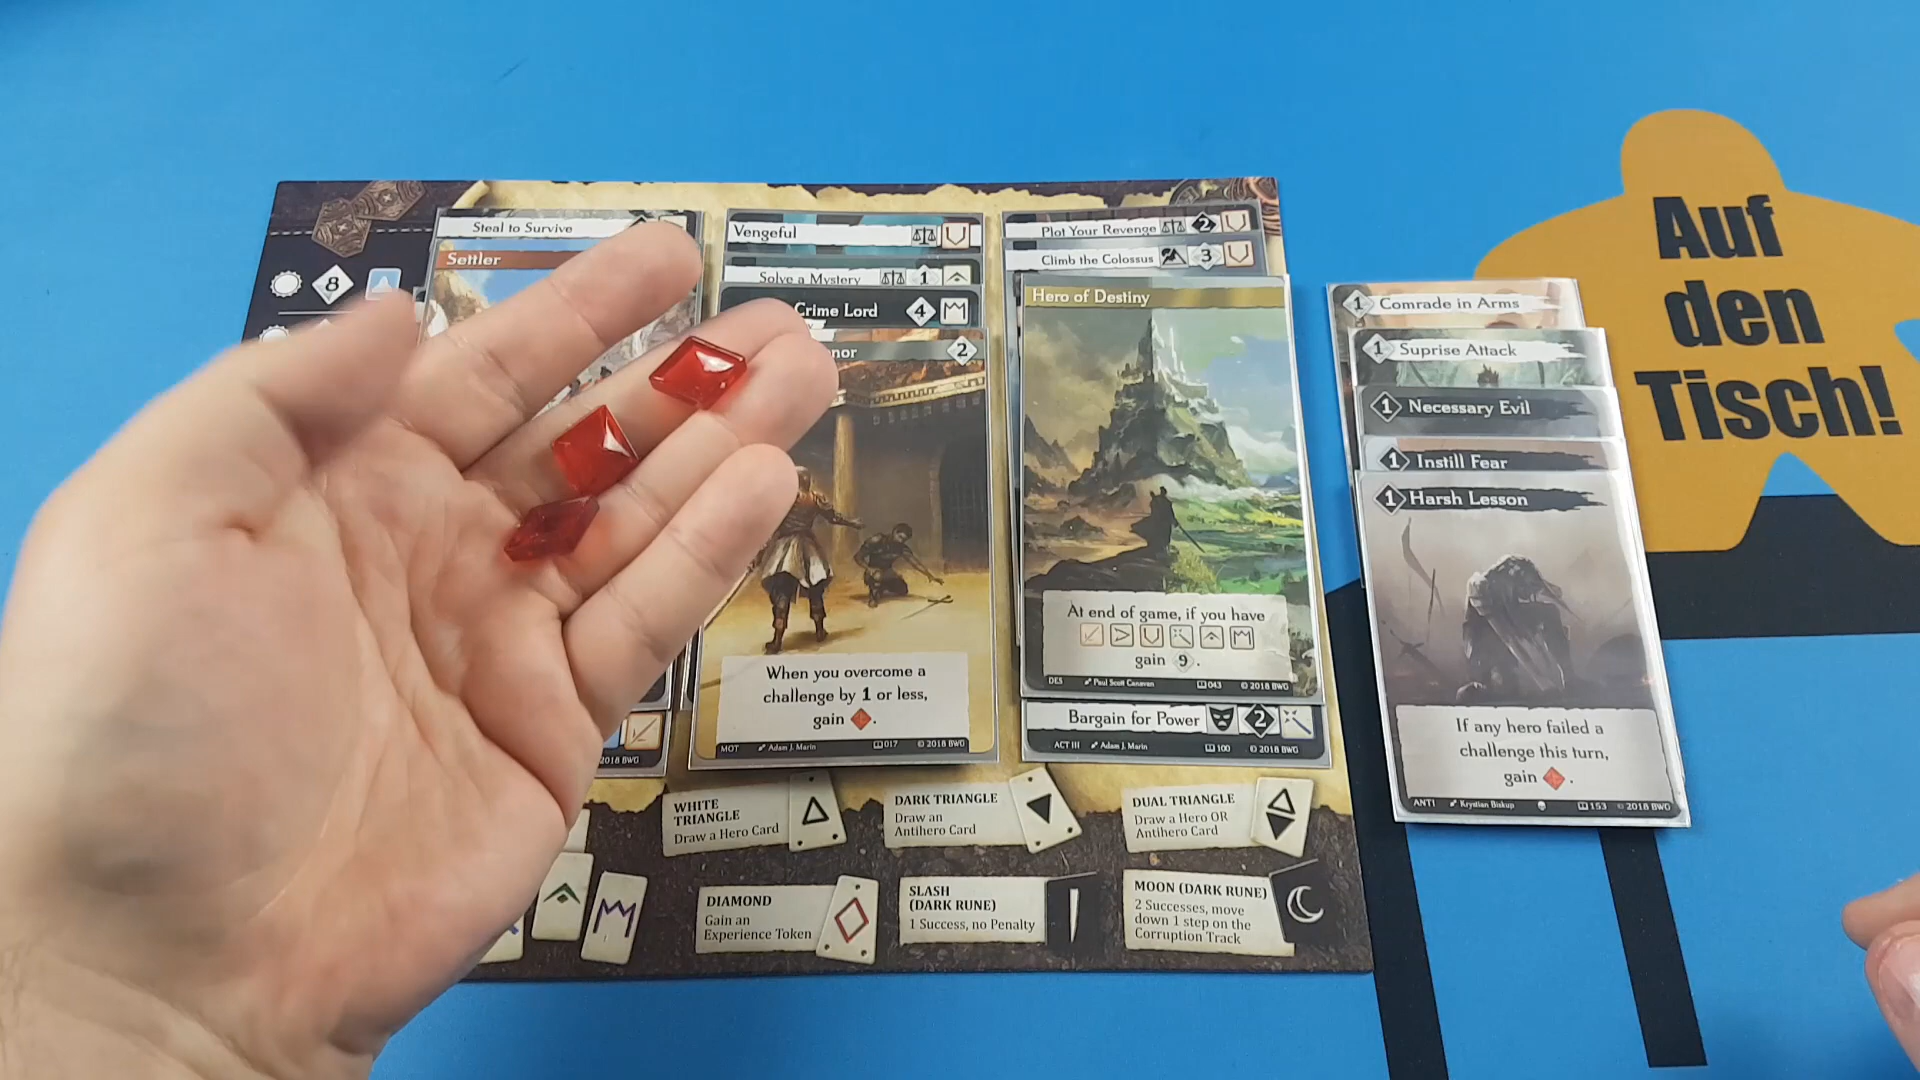 Steal to Survive
Settler
8
Vengeful
Solve a Mystery 1
Crime Lord 4
nor 2
When you overcome a
challenge by 1 or less,
gain .
MOT Adam J. Marin 017 © 2018 BWG
2018 BWG
Plot Your Revenge 2
Climb the Colossus 3
Hero of Destiny
At end of game, if you have
gain 9 .
DES Paul Scott Canavan 043 © 2018 BWG
Bargain for Power 2
ACT III Adam J. Marin 100 © 2018 BWG
1 Comrade in Arms
1 Suprise Attack
1 Necessary Evil
1 Instill Fear
1 Harsh Lesson
If any hero failed a
challenge this turn,
gain .
ANTI Krystian Biskup 153 © 2018 BWG
Auf
den
Tisch!
WHITE
TRIANGLE
Draw a Hero Card
DARK TRIANGLE
Draw an
Antihero Card
DUAL TRIANGLE
Draw a Hero OR
Antihero Card
DIAMOND
Gain an
Experience Token
SLASH
(DARK RUNE)
1 Success, no Penalty
MOON (DARK RUNE)
2 Successes, move
down 1 step on the
Corruption Track